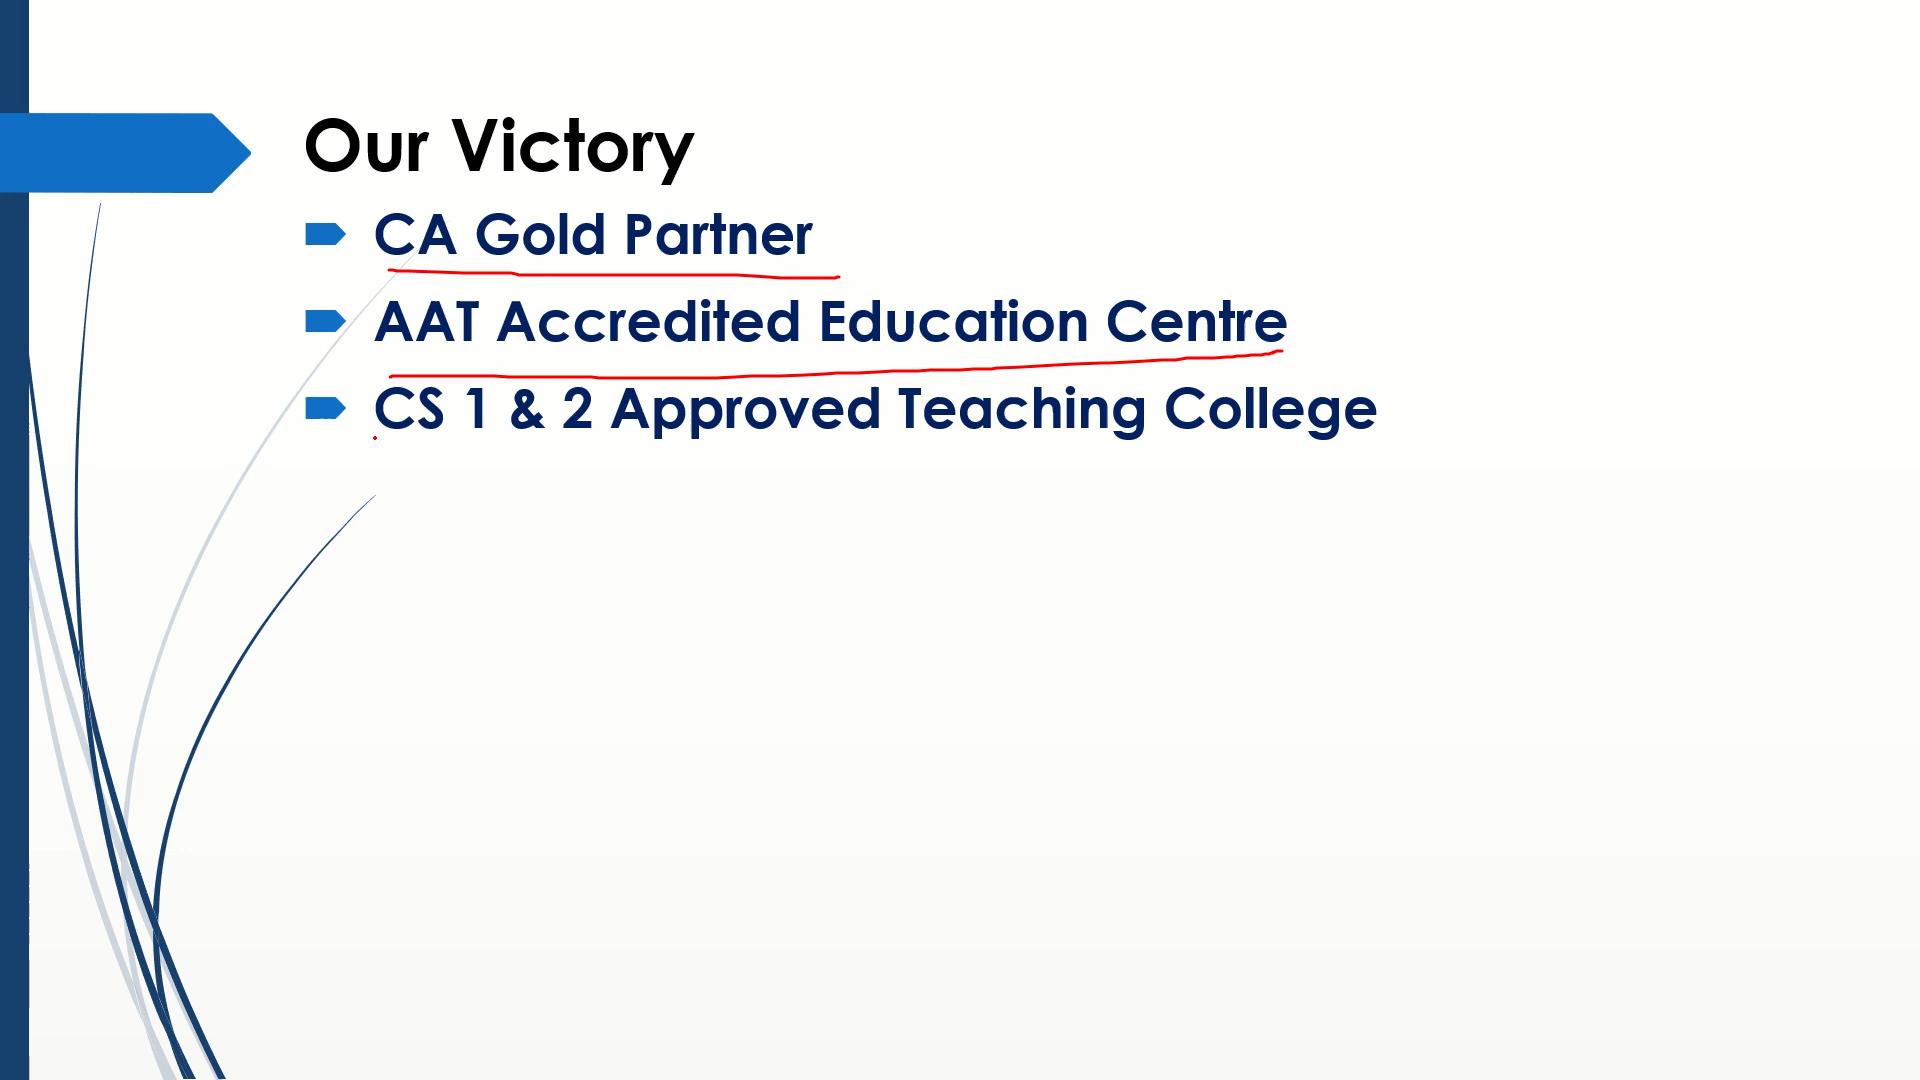 Our Victory
CA Gold Partner
AAT Accredited Education Centre
CS 1 & 2 Approved Teaching College